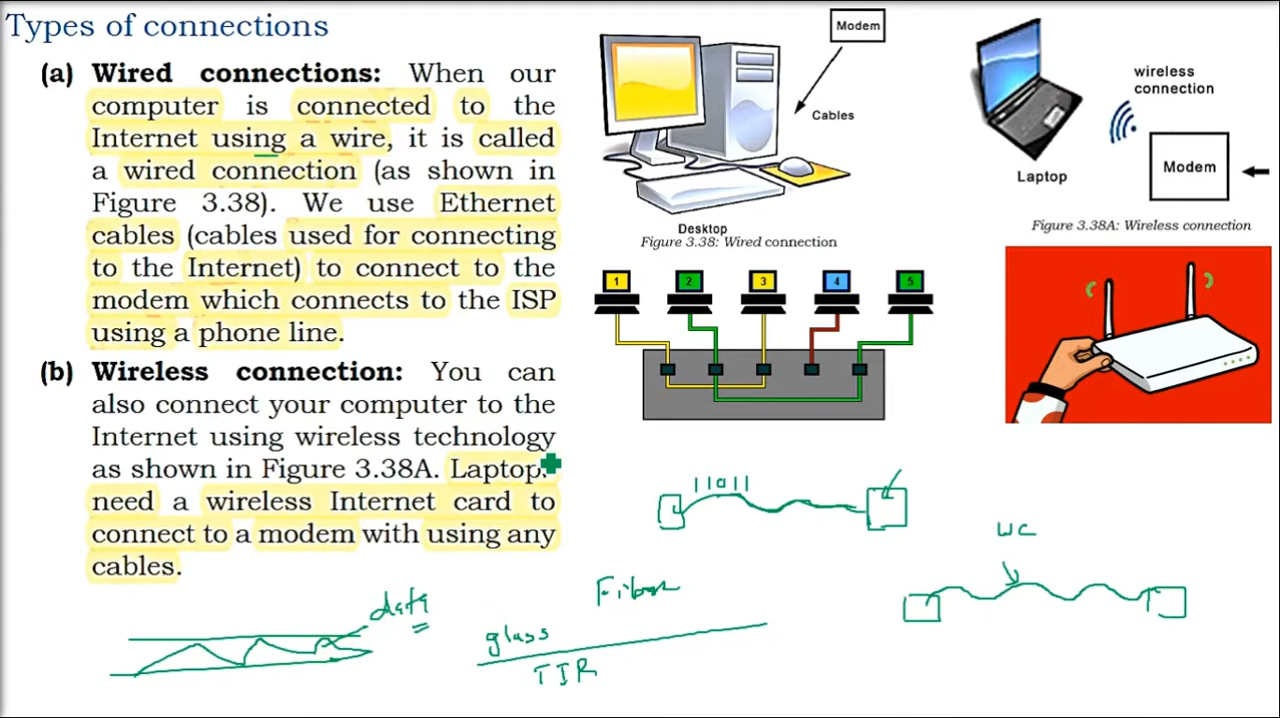 Types of connections
(a) Wired connections: When our
computer is connected to the
Internet using a wire, it is called
a wired connection (as shown in
Figure 3.38). We use Ethernet
cables (cables used for connecting
to the Internet) to connect to the
modem which connects to the ISP
using a phone line.
(b) Wireless connection: You can
also connect your computer to the
Internet using wireless technology
as shown in Figure 3.38A. Laptop
need a wireless Internet card to
connect to a modem with using any
cables.
Modem
Cables
Desktop
Figure 3.38: Wired connection
wireless
connection
Modem
Laptop
Figure 3.38A: Wireless connection
1 2 3 4 5
11011
WC
data
glass
TIR